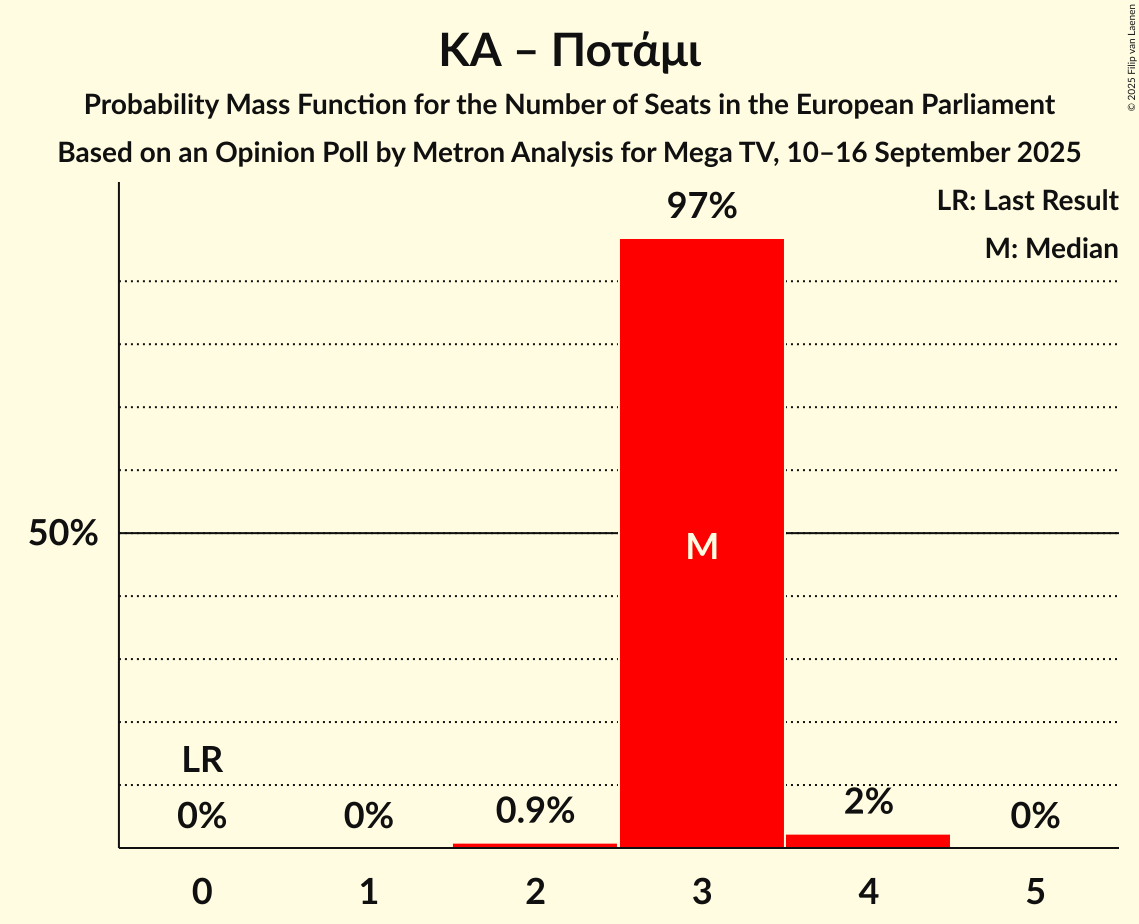 ΚΑ – Ποτάμι
Probability Mass Function for the Number of Seats in the European Parliament
Based on an Opinion Poll by Metron Analysis for Mega TV, 10–16 September 2025
© 2025 Filip van Laenen
LR: Last Result
M: Median
97%
50%
M
LR
0%
0%
0.9%
2%
0%
0
1
2
3
4
5